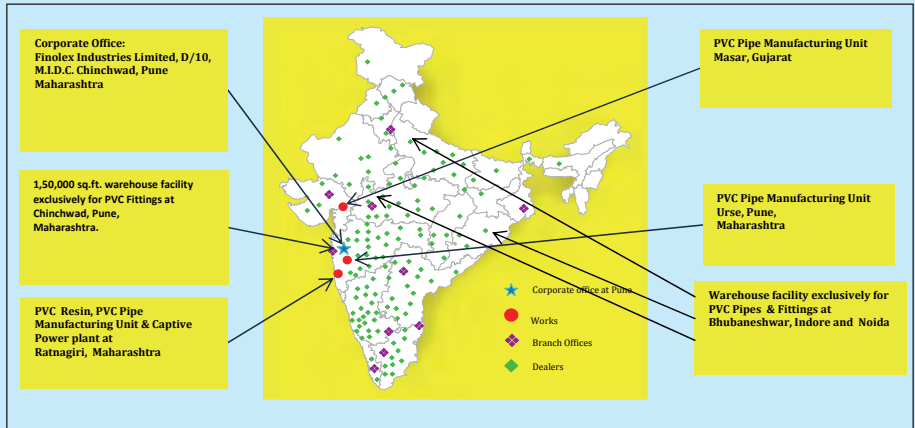 Corporate Office:
Finolex Industries Limited, D/10,
M.I.D.C. Chinchwad, Pune
Maharashtra
1,50,000 sq.ft. warehouse facility
exclusively for PVC Fittings at
Chinchwad, Pune,
Maharashtra.
PVC Resin, PVC Pipe
Manufacturing Unit & Captive
Power plant at
Ratnagiri, Maharashtra
Corporate office at Pune
Works
Branch Offices
Dealers
PVC Pipe Manufacturing Unit
Masar, Gujarat
PVC Pipe Manufacturing Unit
Urse, Pune,
Maharashtra
Warehouse facility exclusively for
PVC Pipes & Fittings at
Bhubaneshwar, Indore and Noida